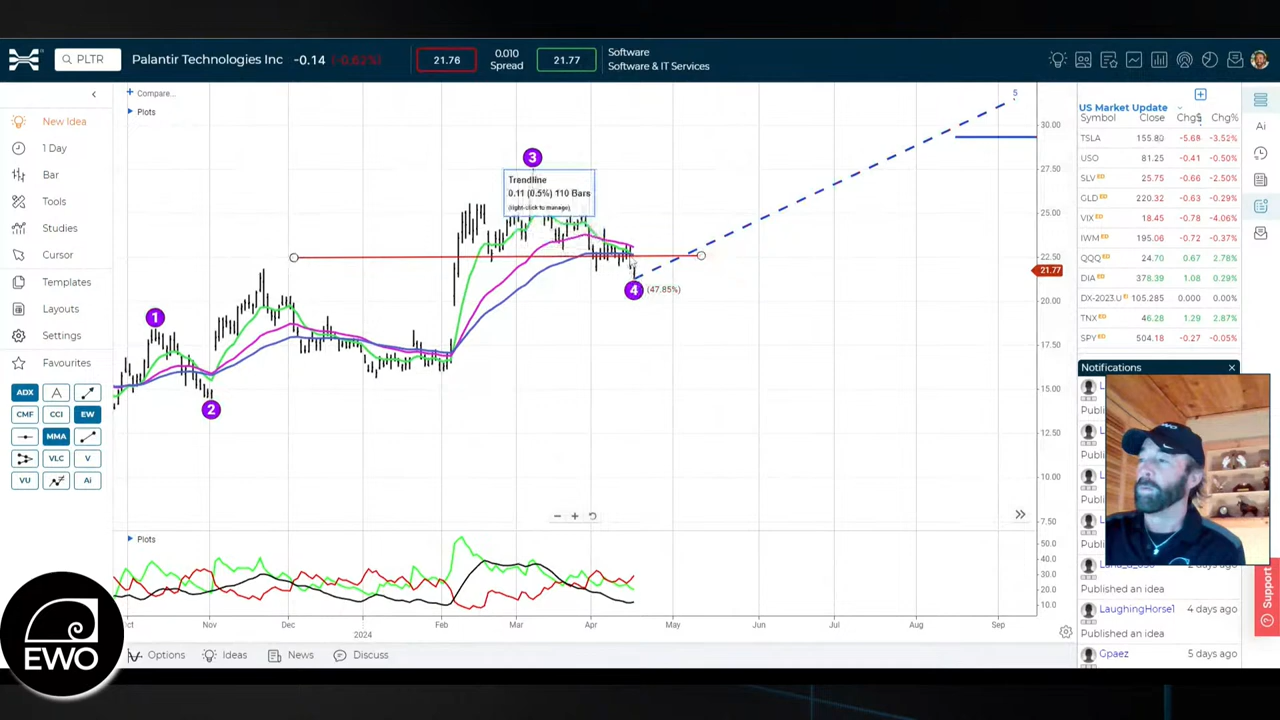 PLTR
Palantir Technologies Inc
-0.14
21.76
0.010
Spread
21.77
Software
Software & IT Services
Compare...
Plots
New Idea
1 Day
Bar
Tools
Studies
Cursor
Templates
Layouts
Settings
Favourites
ADX
CMF CCI EW
MMA
VLC V
VU Ai
1
2
3
4
(47.85%)
5
Trendline
0.11 (0.5%) 110 Bars
(right-click to manage)
30.00
27.50
25.00
22.50
21.77
20.00
17.50
15.00
12.50
10.00
7.50
Plots
50.0
40.0
30.0
20.0
10.0
Nov Dec 2024 Feb Mar Apr May Jun Jul Aug Sep
Options Ideas News Discuss
US Market Update
Symbol Close Chg$ Chg%
TSLA 155.80 -5.68 -3.52%
USO 81.25 -0.41 -0.50%
SLV 25.75 -0.66 -2.50%
GLD 220.32 -0.63 -0.29%
VIX 18.45 -0.78 -4.06%
IWM 195.06 -0.72 -0.37%
QQQ 24.70 0.67 2.78%
DIA 378.39 1.08 0.29%
DX-2023.U 105.285 0.000 0.00%
TNX 46.28 1.29 2.87%
SPY 504.18 -0.27 -0.05%
Ai
Notifications
EWO
Published an idea
LaughingHorse1 4 days ago
Published an idea
Gpaez 5 days ago
Support
EWO